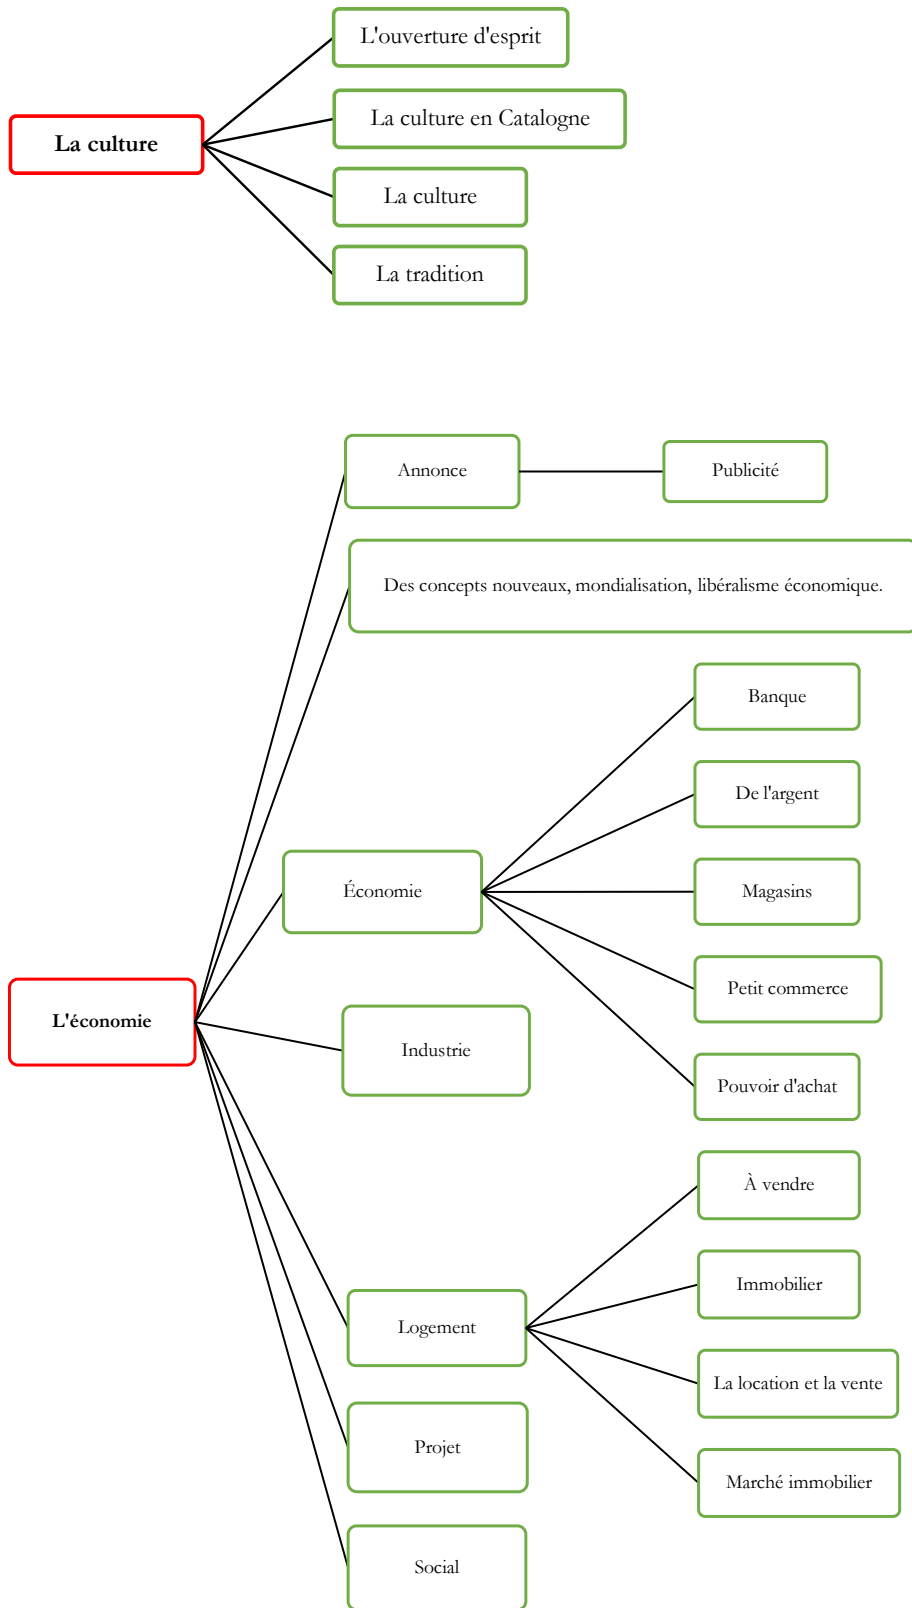 L'ouverture d'esprit
La culture en Catalogne
La culture
La culture
La tradition
Annonce
Publicité
Des concepts nouveaux, mondialisation, libéralisme économique.
Banque
De l'argent
Économie
Magasins
Petit commerce
L'économie
Industrie
Pouvoir d'achat
À vendre
Immobilier
Logement
La location et la vente
Projet
Marché immobilier
Social